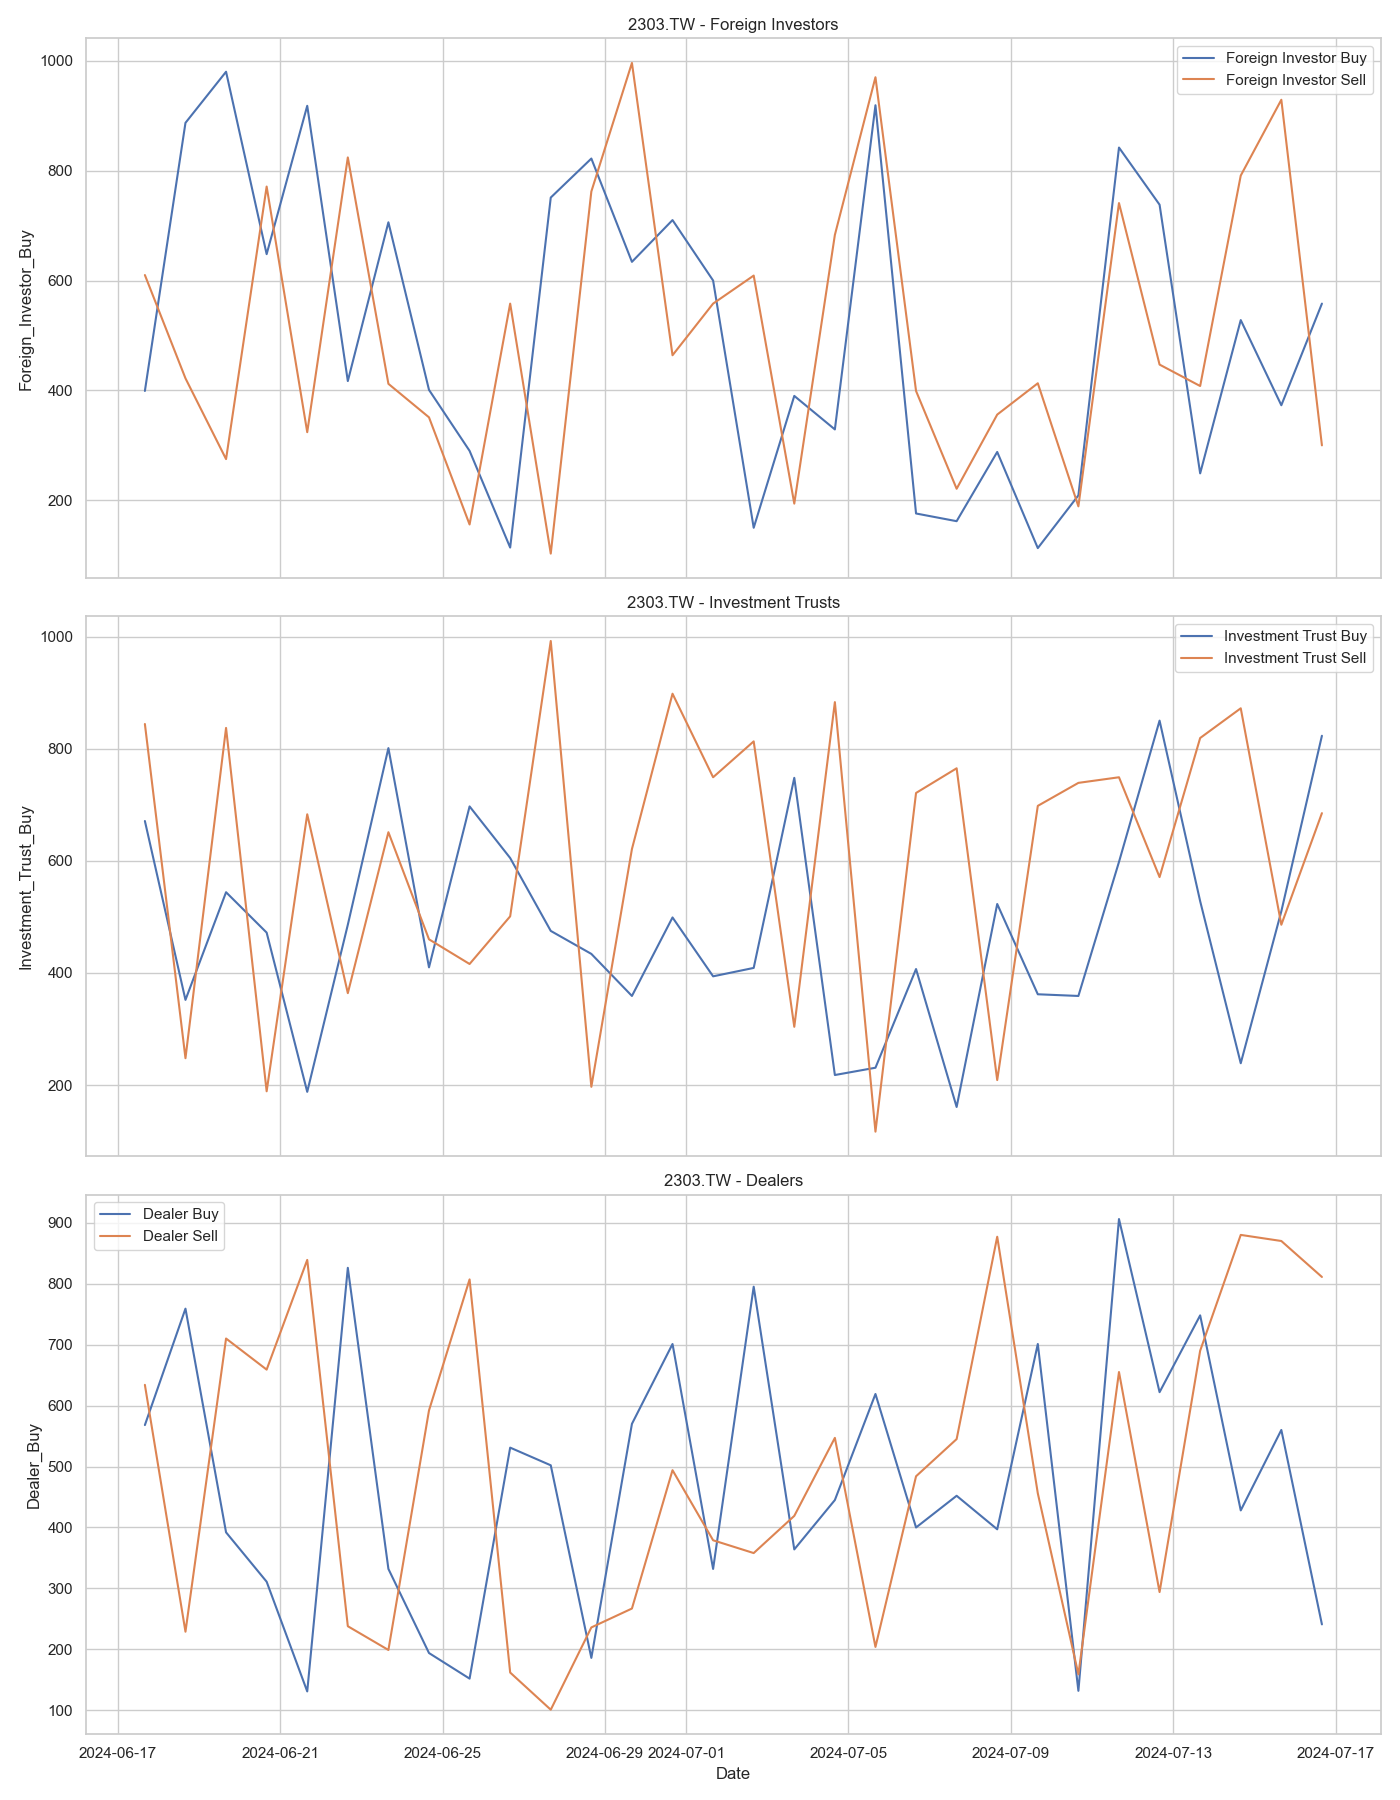 2303.TW - Foreign Investors
Foreign Investor Buy
Foreign Investor Sell
Foreign_Investor_Buy
1000
800
600
400
200
2303.TW - Investment Trusts
Investment Trust Buy
Investment Trust Sell
Investment_Trust_Buy
1000
800
600
400
200
2303.TW - Dealers
Dealer Buy
Dealer Sell
Dealer_Buy
900
800
700
600
500
400
300
200
100
2024-06-17 2024-06-21 2024-06-25 2024-06-29 2024-07-01 2024-07-05 2024-07-09 2024-07-13 2024-07-17
Date